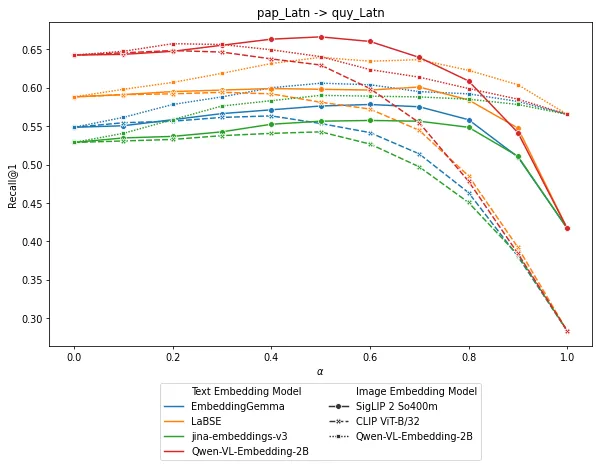 pap_Latn -> quy_Latn
Recall@1
0.65
0.60
0.55
0.50
0.45
0.40
0.35
0.30
0.0
0.2
0.4
0.6
0.8
1.0
α
Text Embedding Model
EmbeddingGemma
LaBSE
jina-embeddings-v3
Qwen-VL-Embedding-2B
Image Embedding Model
SigLIP 2 So400m
CLIP ViT-B/32
Qwen-VL-Embedding-2B